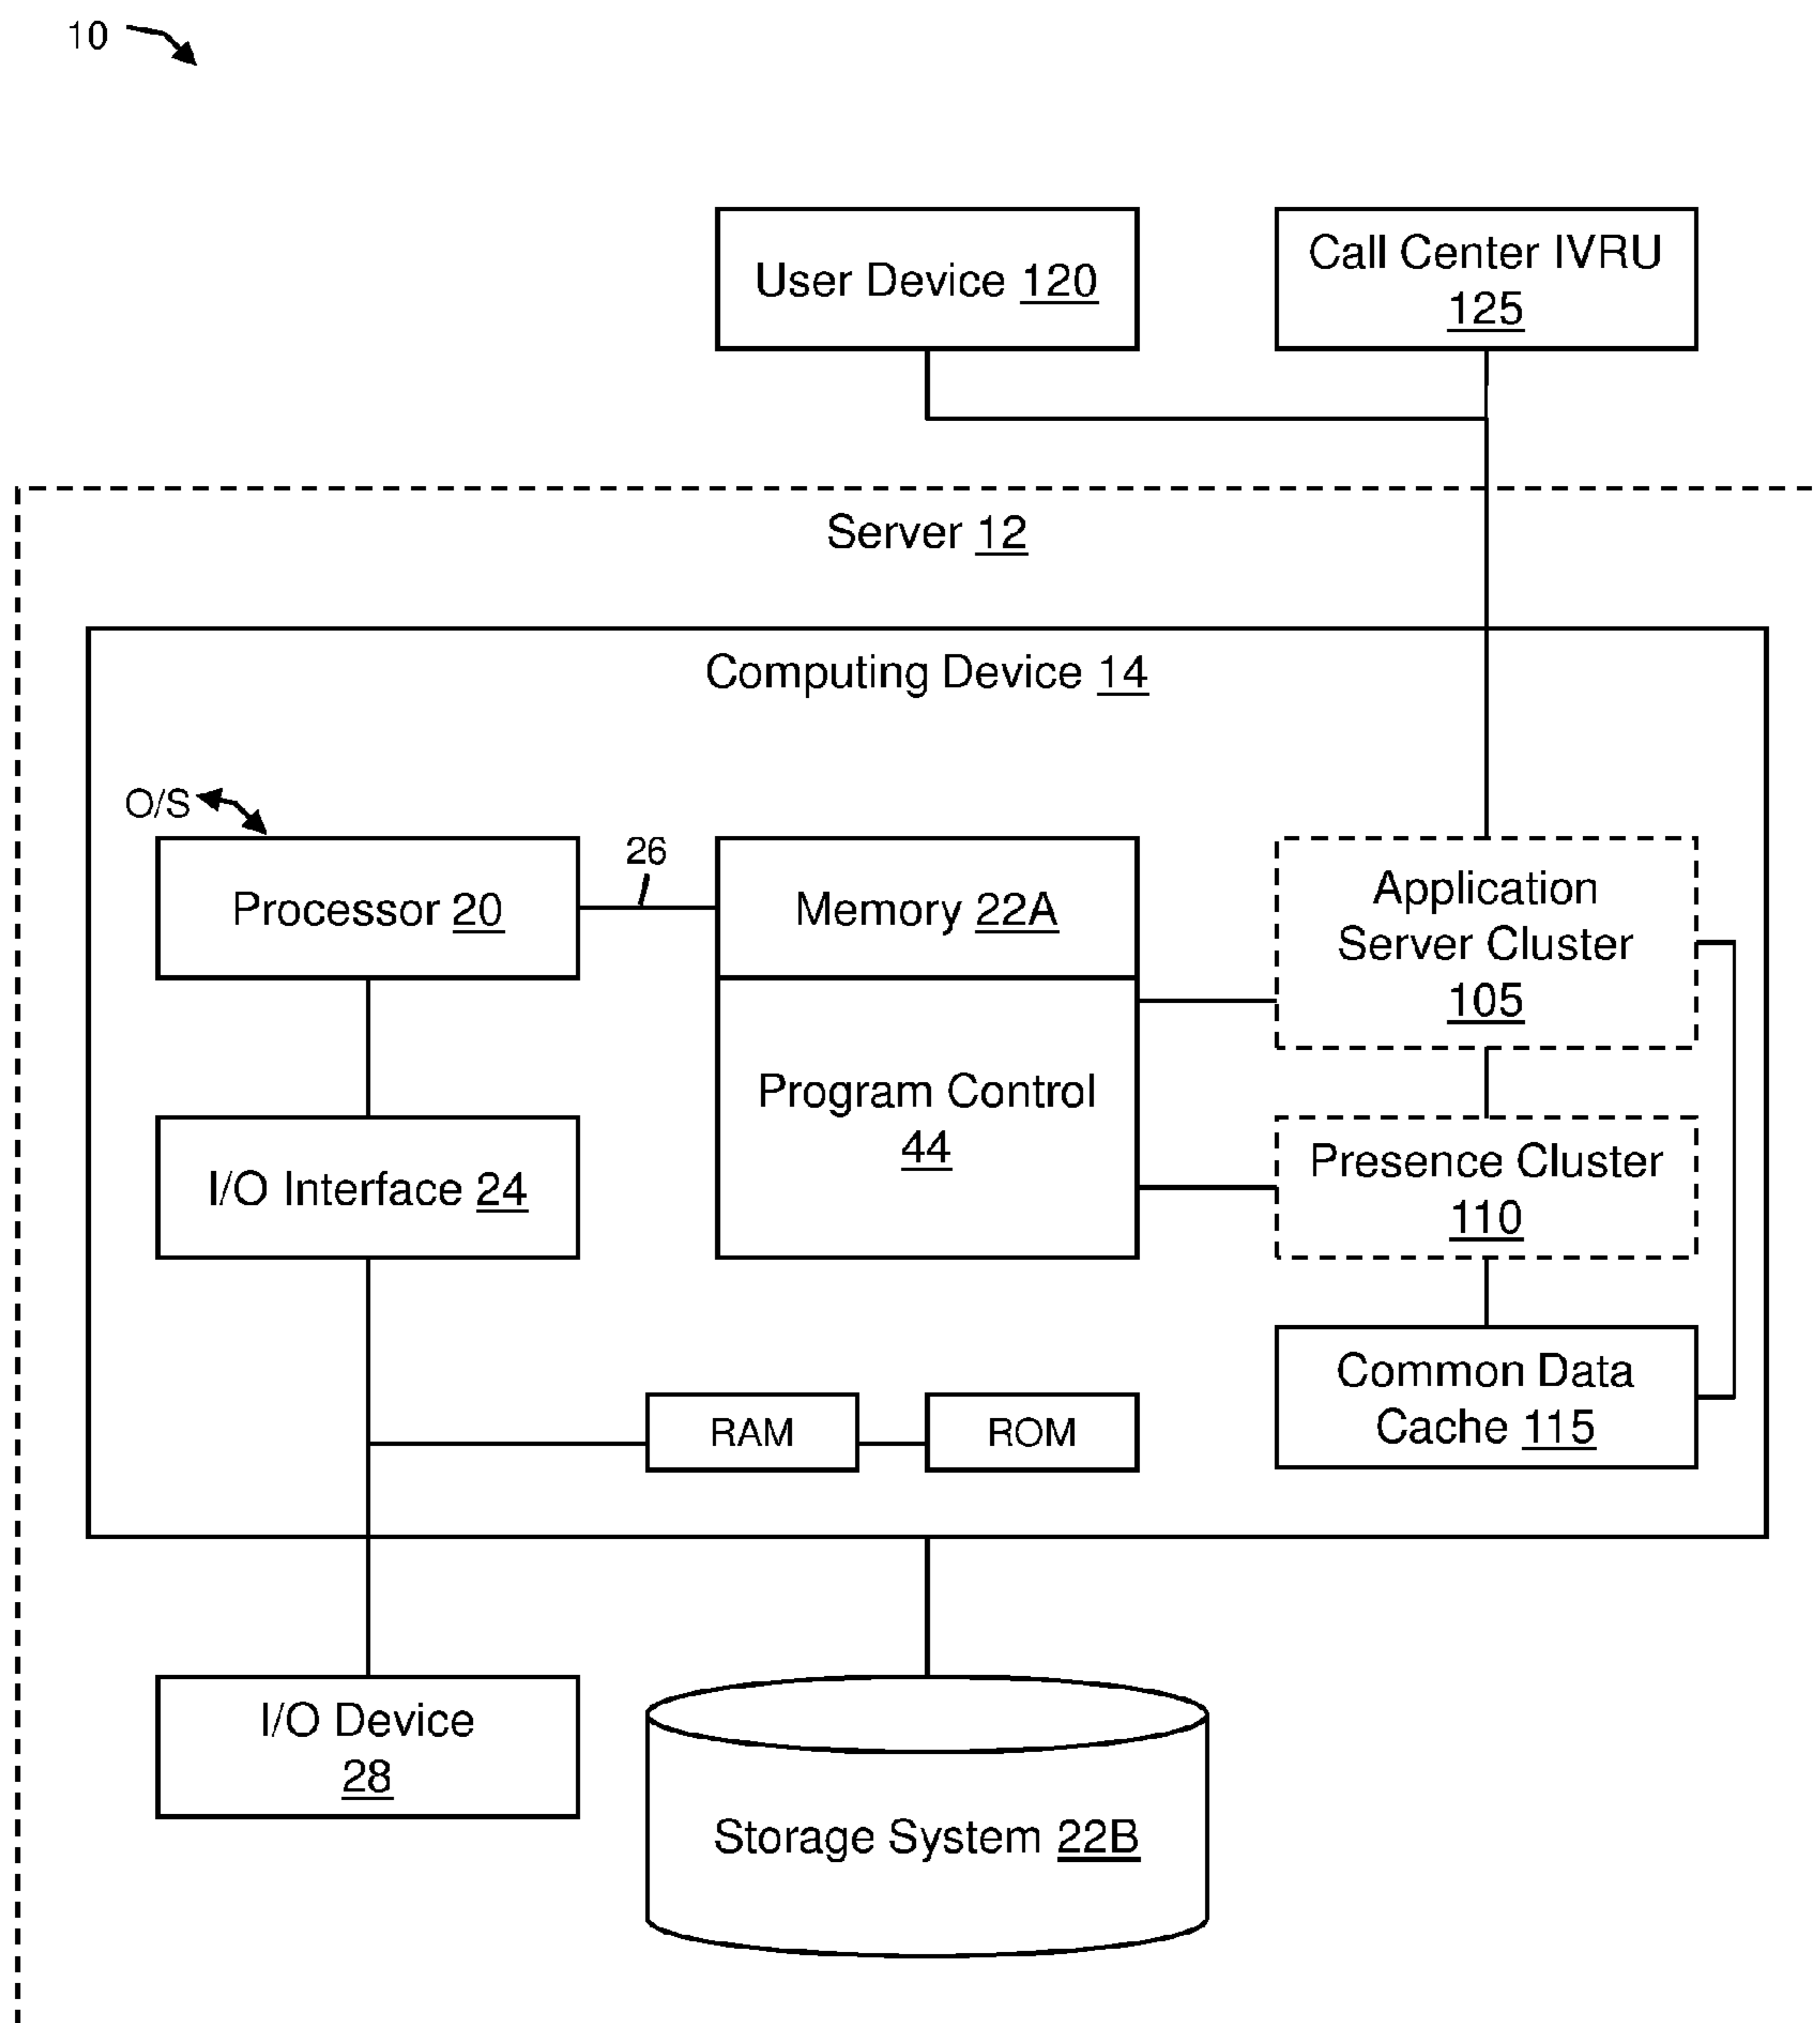 10
User Device 120
Call Center IVRU
125
Server 12
Computing Device 14
O/S
Processor 20
26
Memory 22A
Application
Server Cluster
105
Program Control
44
I/O Interface 24
Presence Cluster
110
Common Data
Cache 115
RAM
ROM
I/O Device
28
Storage System 22B